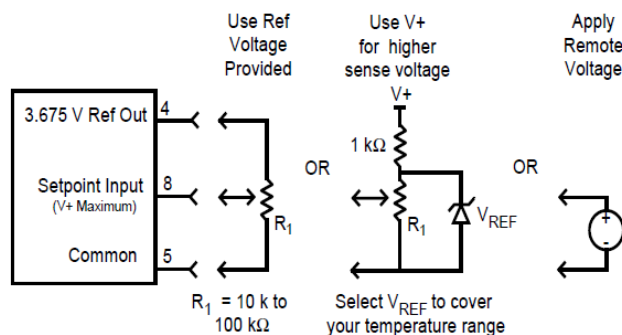 Use Ref
Voltage
Provided
Use V+
for higher
sense voltage
V+
Apply
Remote
Voltage
3.675 V Ref Out
4
1 kΩ
Setpoint Input
(V+ Maximum)
8
OR
OR
R1
R1
VREF
+
-
Common
5
R1 = 10 k to
100 kΩ
Select VREF to cover
your temperature range